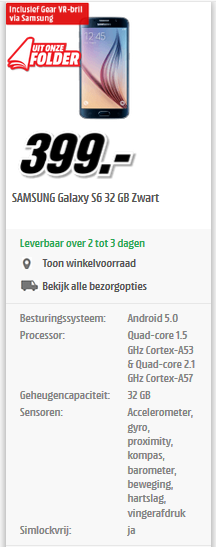 Inclusief Gear VR-bril
via Samsung
UIT ONZE
FOLDER
399.-
SAMSUNG Galaxy S6 32 GB Zwart
Leverbaar over 2 tot 3 dagen
Toon winkelvoorraad
Bekijk alle bezorgopties
Besturingssysteem: Android 5.0
Processor: Quad-core 1.5
GHz Cortex-A53
& Quad-core 2.1
GHz Cortex-A57
Geheugencapaciteit: 32 GB
Sensoren: Accelerometer,
gyro,
proximity,
kompas,
barometer,
beweging,
hartslag,
vingerafdruk
Simlockvrij: ja